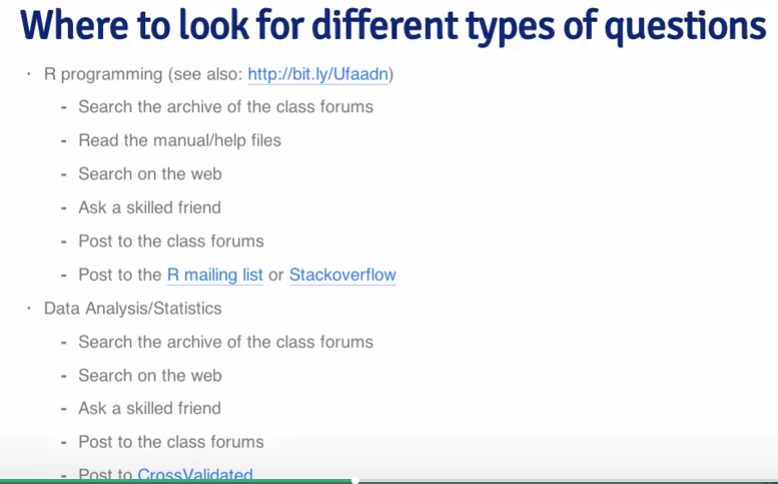 Where to look for different types of questions
· R programming (see also: http://bit.ly/Ufaadn)
- Search the archive of the class forums
- Read the manual/help files
- Search on the web
- Ask a skilled friend
- Post to the class forums
- Post to the R mailing list or Stackoverflow
· Data Analysis/Statistics
- Search the archive of the class forums
- Search on the web
- Ask a skilled friend
- Post to the class forums
- Post to CrossValidated